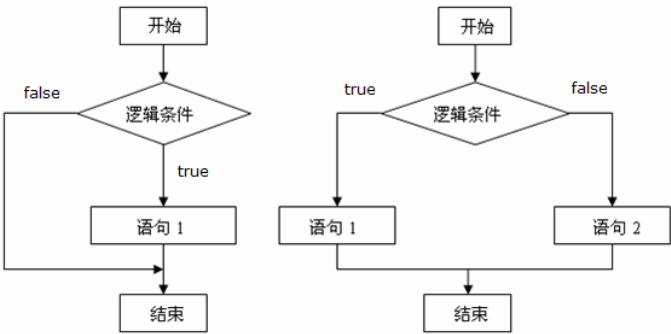 开始
false
逻辑条件
true
语句 1
结束
开始
true
false
逻辑条件
语句 1
语句 2
结束